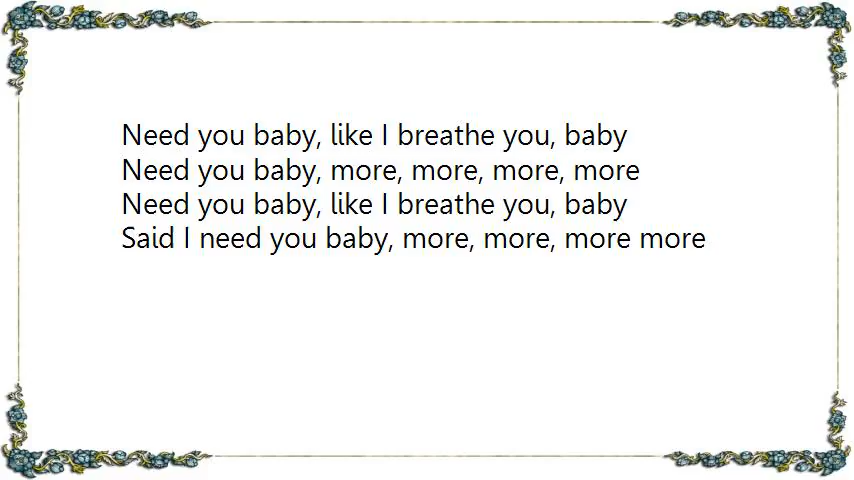 Need you baby, like I breathe you, baby
Need you baby, more, more, more, more
Need you baby, like I breathe you, baby
Said I need you baby, more, more, more more